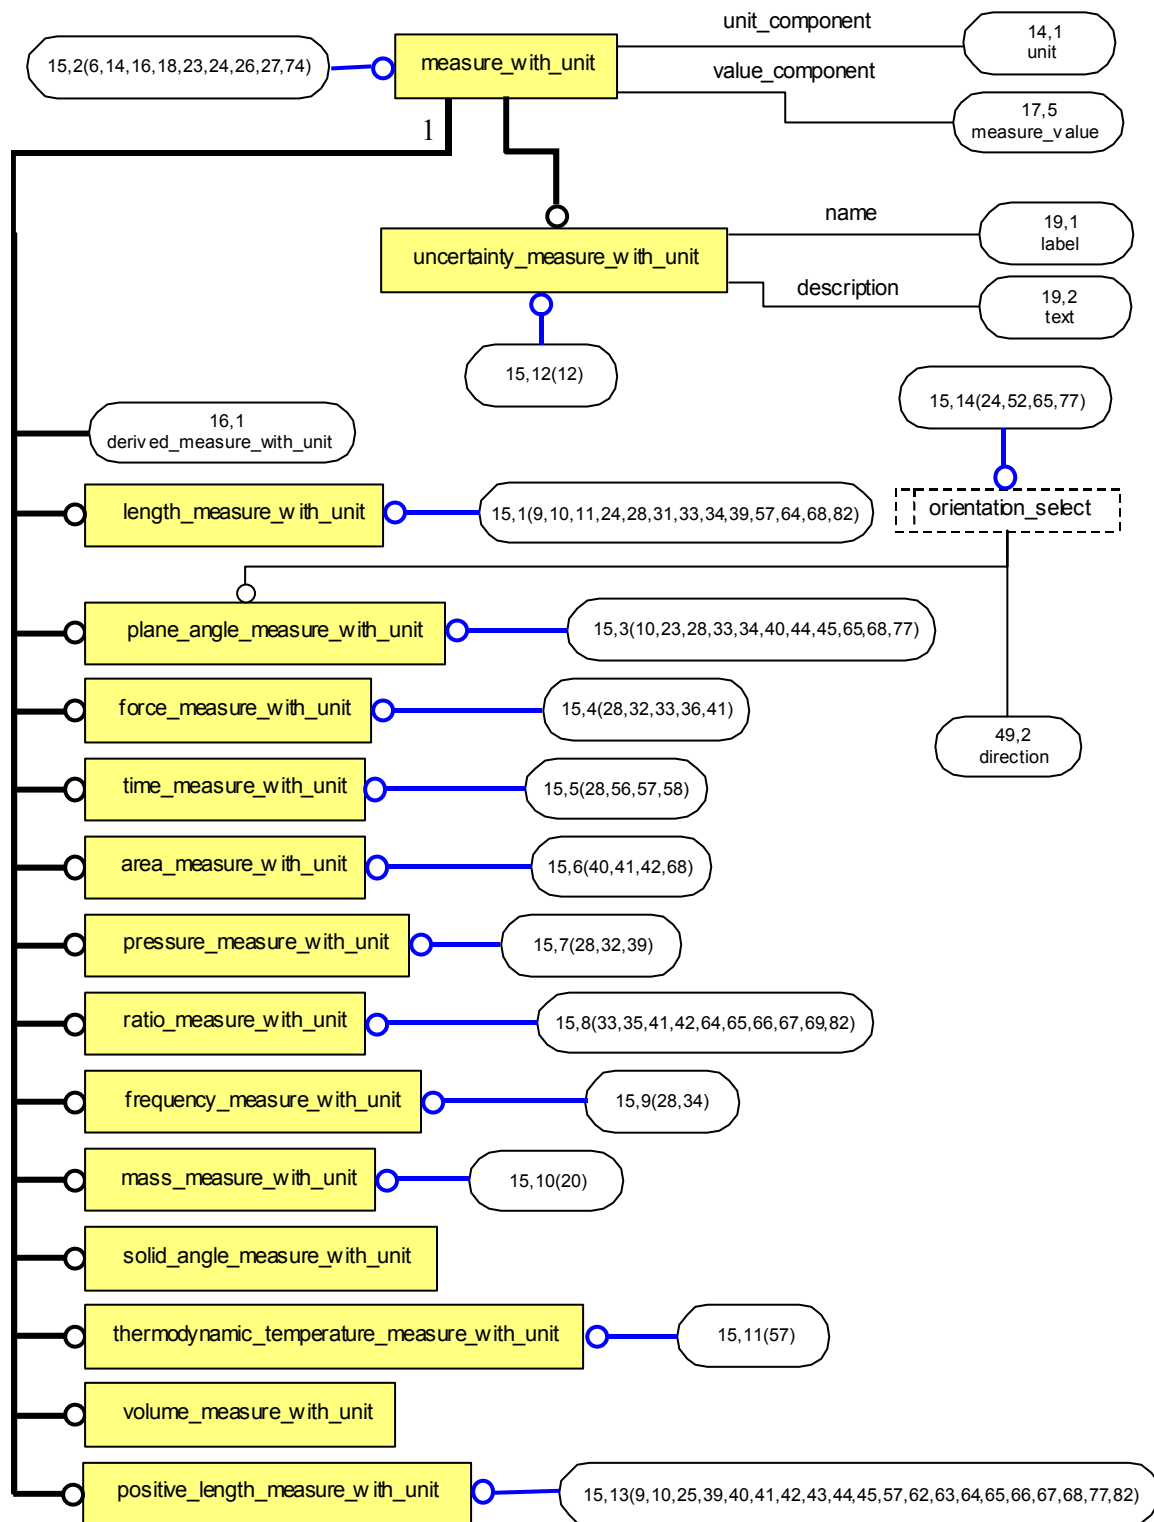 unit_component
14,1
unit
15,2(6,14,16,18,23,24,26,27,74)
measure_with_unit
value_component
17,5
measure_value
1
name
19,1
label
uncertainty_measure_with_unit
description
19,2
text
15,12(12)
15,14(24,52,65,77)
16,1
derived_measure_with_unit
length_measure_with_unit
15,1(9,10,11,24,28,31,33,34,39,57,64,68,82)
orientation_select
plane_angle_measure_with_unit
15,3(10,23,28,33,34,40,44,45,65,68,77)
force_measure_with_unit
15,4(28,32,33,36,41)
49,2
direction
time_measure_with_unit
15,5(28,56,57,58)
area_measure_with_unit
15,6(40,41,42,68)
pressure_measure_with_unit
15,7(28,32,39)
ratio_measure_with_unit
15,8(33,35,41,42,64,65,66,67,69,82)
frequency_measure_with_unit
15,9(28,34)
mass_measure_with_unit
15,10(20)
solid_angle_measure_with_unit
thermodynamic_temperature_measure_with_unit
15,11(57)
volume_measure_with_unit
positive_length_measure_with_unit
15,13(9,10,25,39,40,41,42,43,44,45,57,62,63,64,65,66,67,68,77,82)